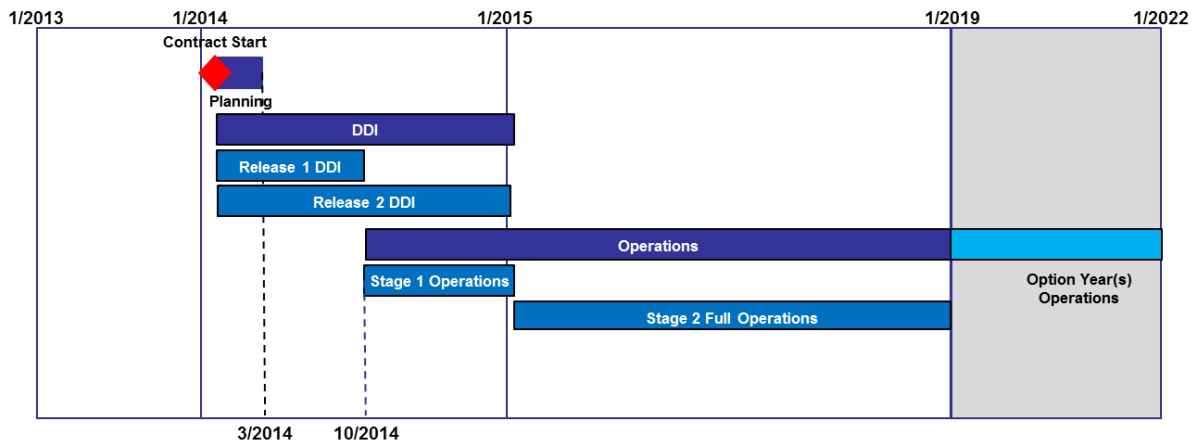 1/2013
1/2014
1/2015
1/2019
1/2022
Contract Start
Planning
DDI
Release 1 DDI
Release 2 DDI
Operations
Stage 1 Operations
Option Year(s)
Operations
Stage 2 Full Operations
3/2014
10/2014